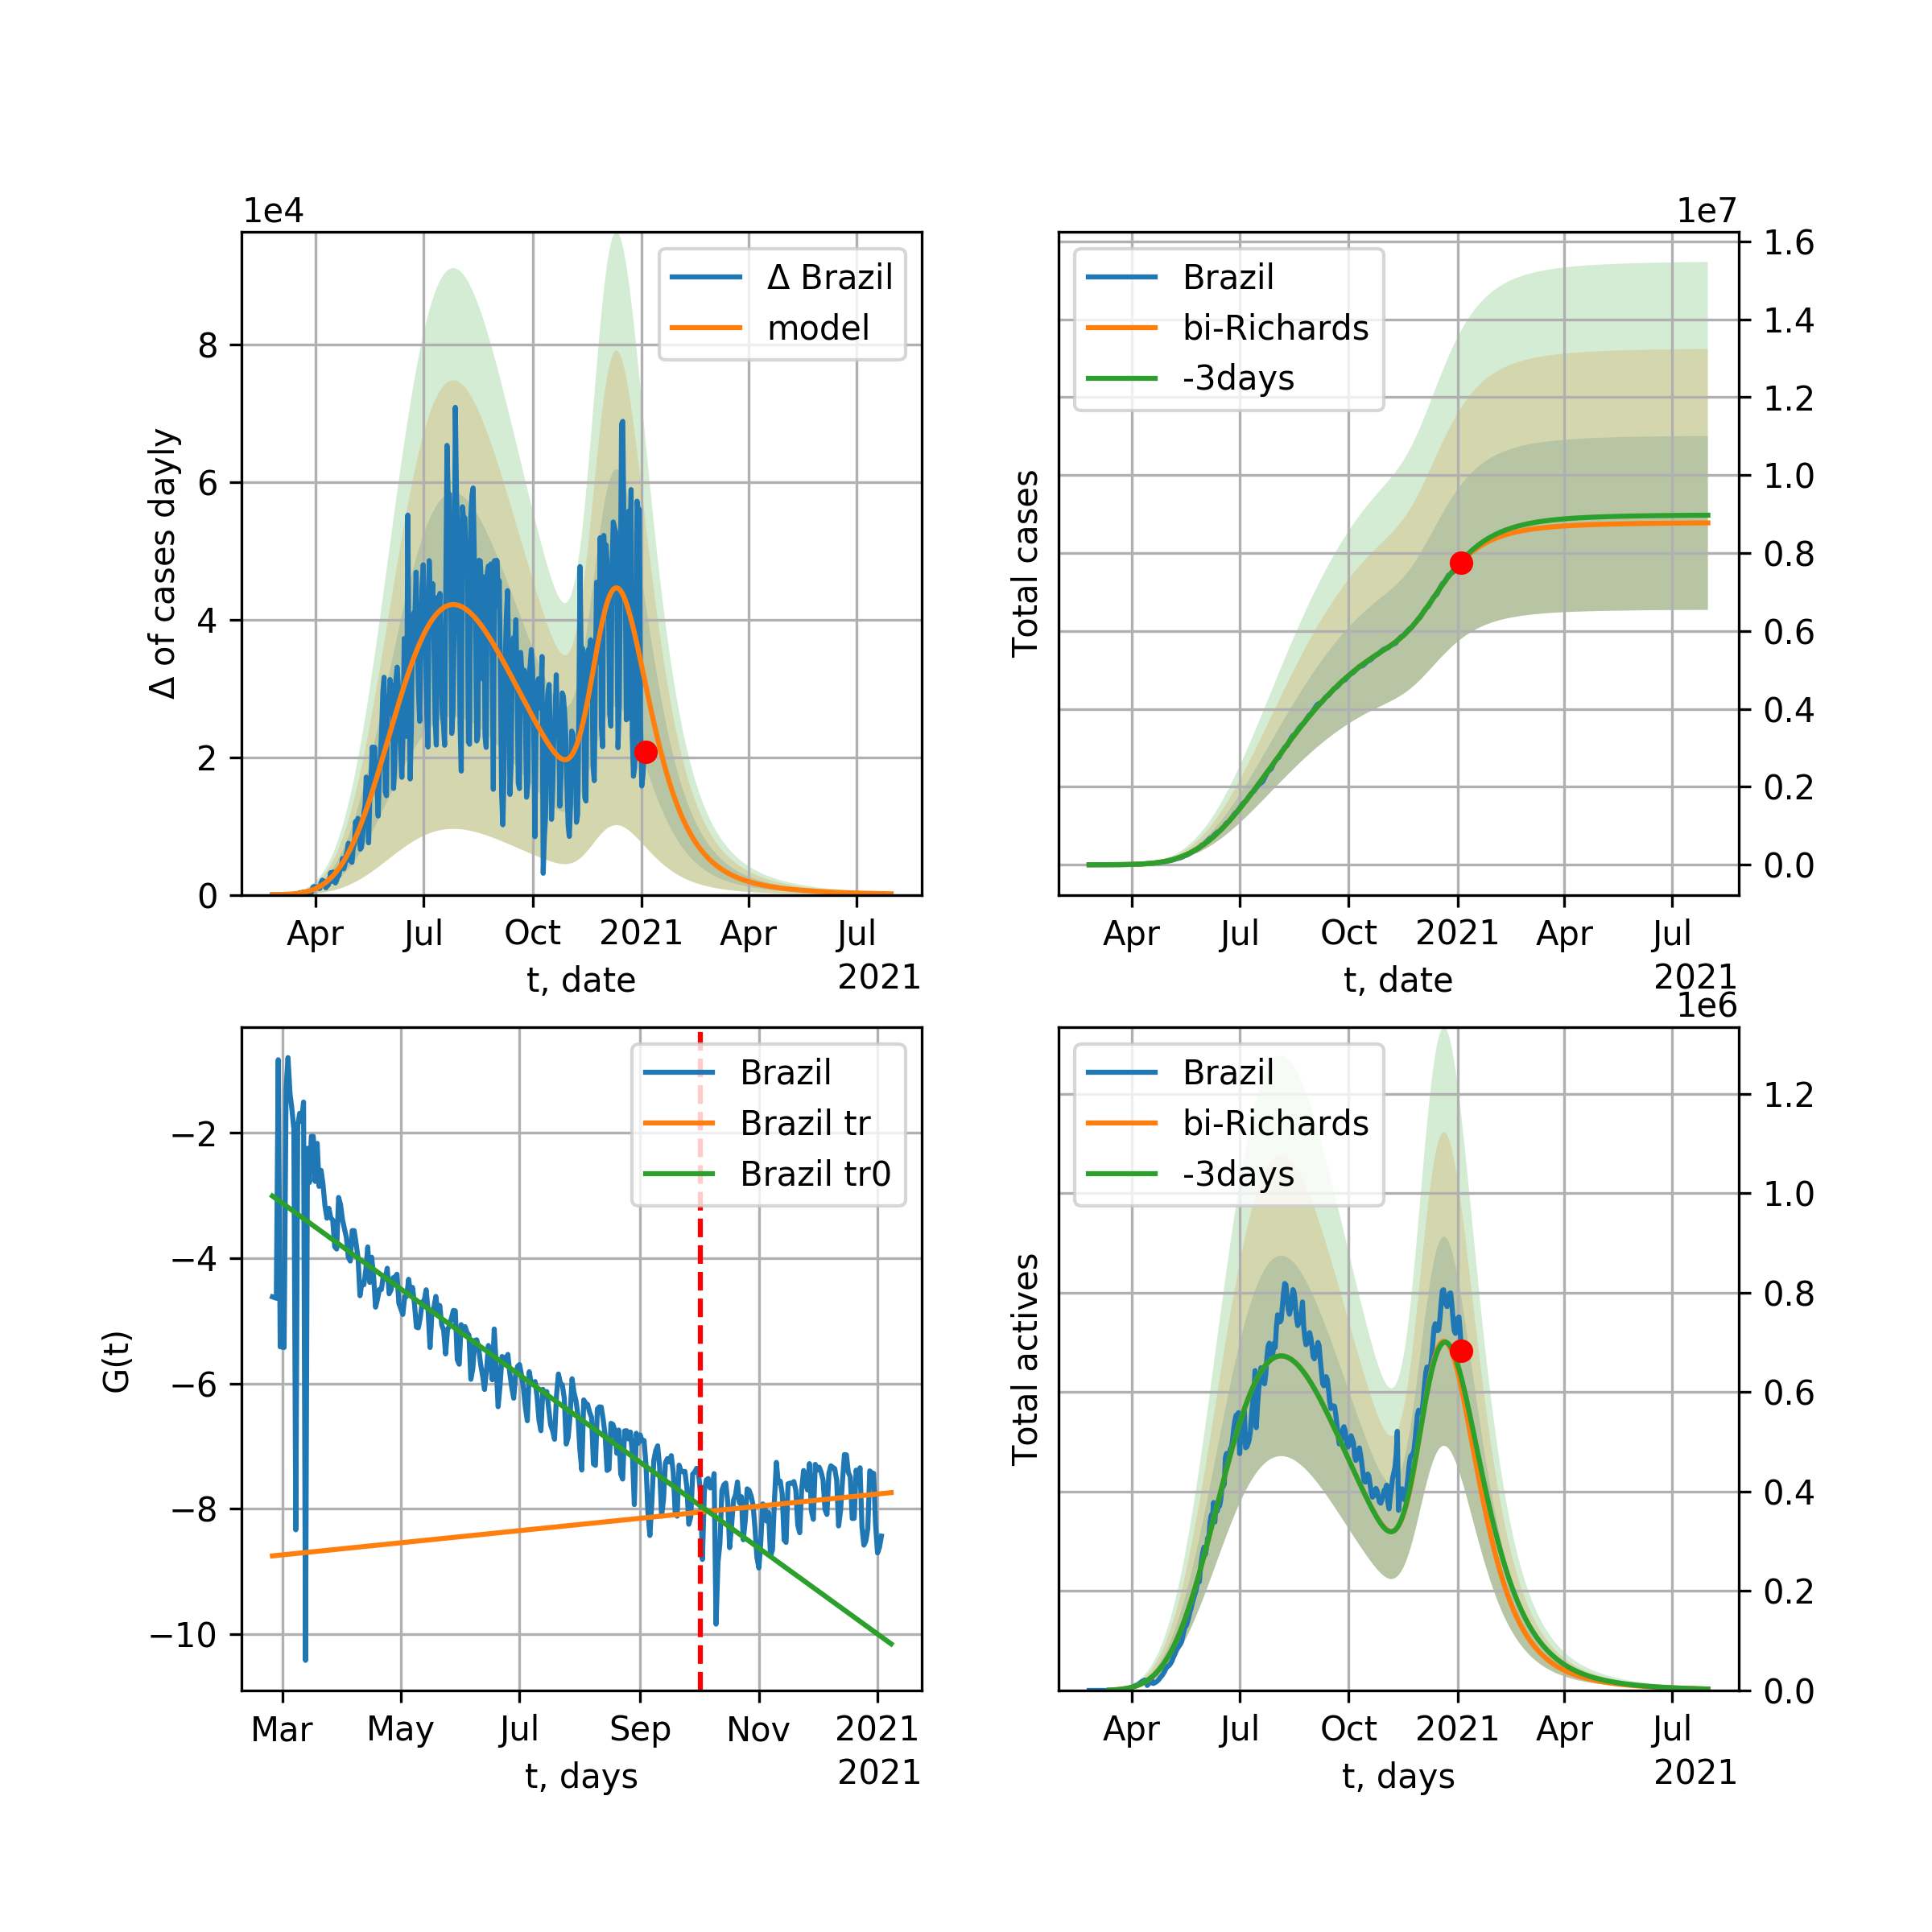 1e4
Δ Brazil
model
8
6
4
2
0
Δ of cases dayly
Apr Jul Oct 2021 Apr Jul
2021
t, date
1e7
Brazil
bi-Richards
-3days
1.6
1.4
1.2
1.0
0.8
0.6
0.4
0.2
0.0
Total cases
Apr Jul Oct 2021 Apr Jul
2021
t, date
Brazil
Brazil tr
Brazil tr0
−2
−4
−6
−8
−10
G(t)
Mar May Jul Sep Nov 2021
2021
t, days
1e6
Brazil
bi-Richards
-3days
1.2
1.0
0.8
0.6
0.4
0.2
0.0
Total actives
Apr Jul Oct 2021 Apr Jul
2021
t, days